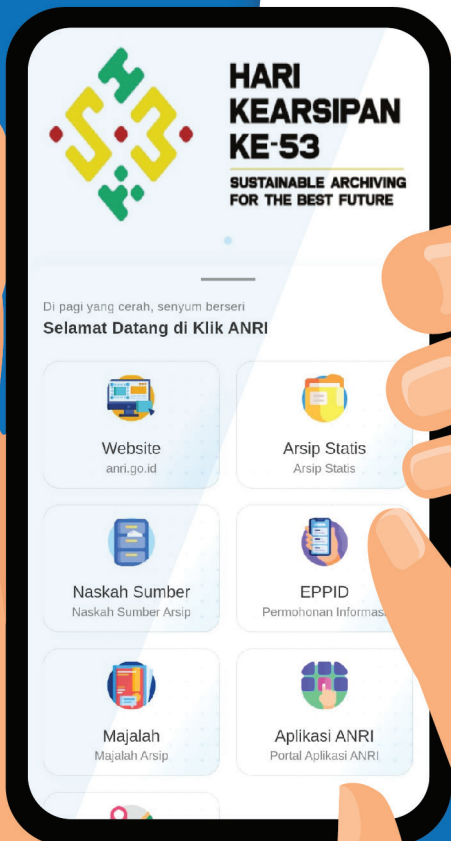 HARI
KEARSIPAN
KE-53
SUSTAINABLE ARCHIVING
FOR THE BEST FUTURE
Di pagi yang cerah, senyum berseri
Selamat Datang di Klik ANRI
Website
anri.go.id
Arsip Statis
Arsip Statis
Naskah Sumber
Naskah Sumber Arsip
EPPID
Permohonan Informas
Majalah
Majalah Arsip
Aplikasi ANRI
Portal Aplikasi ANRI